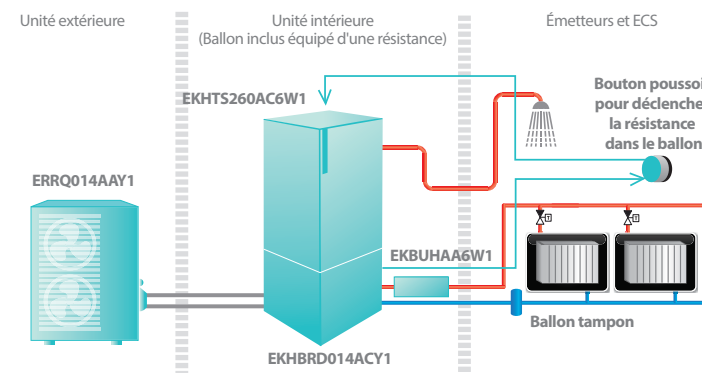 Unité extérieure
Unité intérieure
(Ballon inclus équipé d'une résistance)
Émetteurs et ECS
EKHTS260AC6W1
Bouton poussoi
pour déclenche
la résistance
dans le ballon
ERRQ014AAY1
EKBUHAA6W1
Ballon tampon
EKHBRD014ACY1